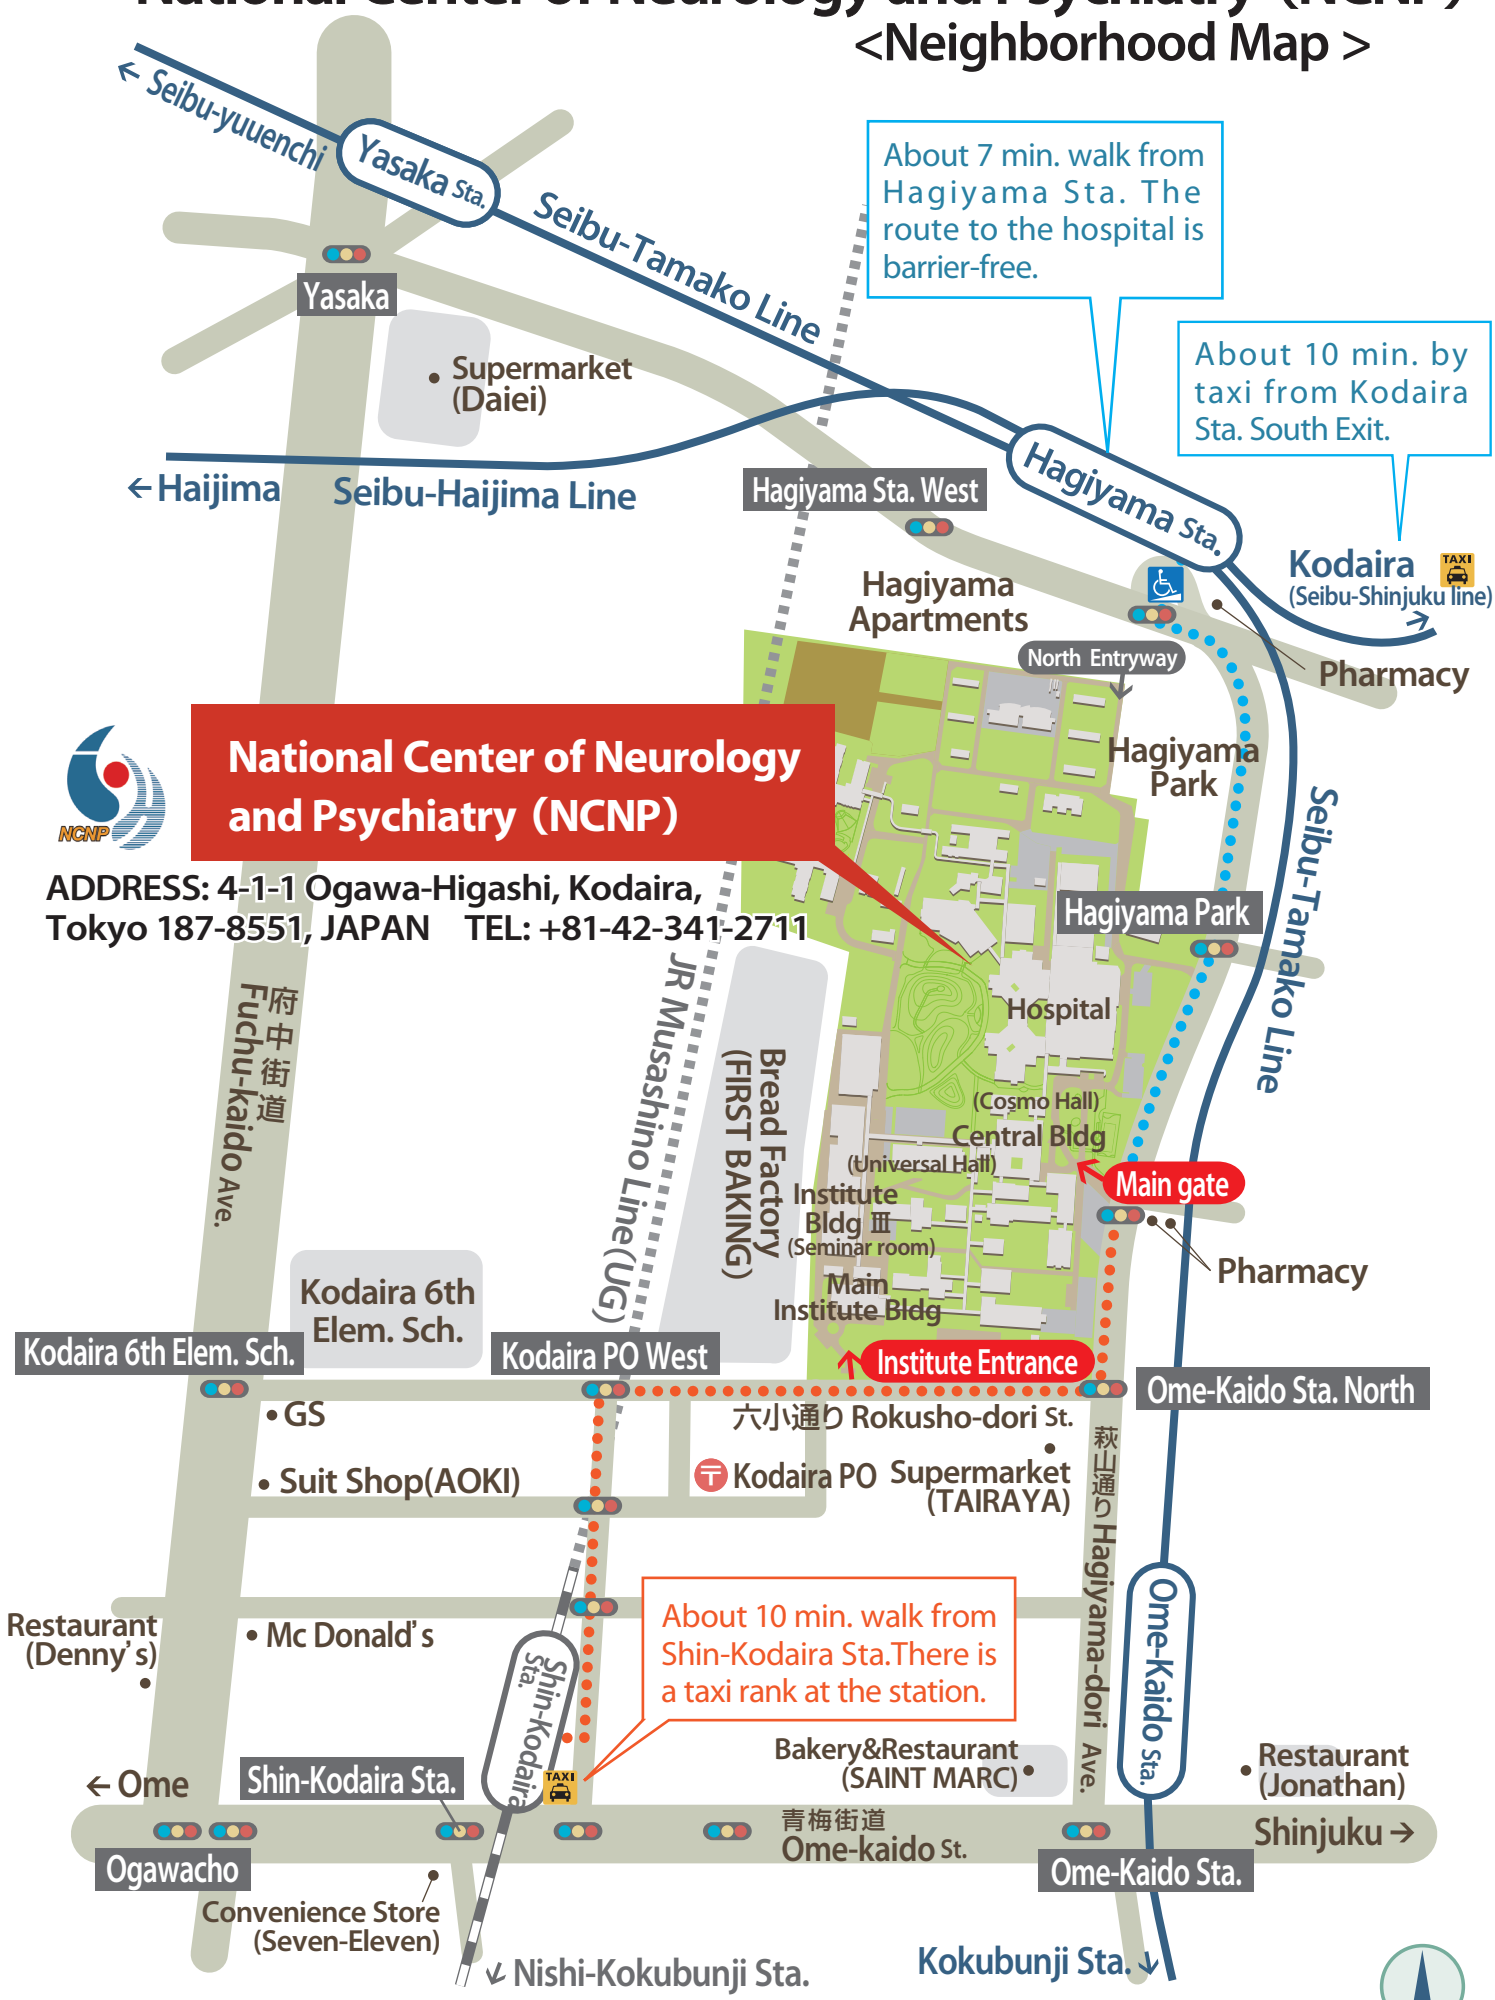 National Center of Neurology and Psychiatry (NCNP)
<Neighborhood Map >
← Seibu-yuuenchi
Yasaka Sta.
Seibu-Tamako Line
About 7 min. walk from
Hagiyama Sta. The
route to the hospital is
barrier-free.
Yasaka
About 10 min. by
taxi from Kodaira
Sta. South Exit.
Supermarket
(Daiei)
← Haijima
Seibu-Haijima Line
Hagiyama Sta. West
Hagiyama Sta.
Kodaira
TAXI
(Seibu-Shinjuku line)
→
Hagiyama
Apartments
North Entryway
Pharmacy
National Center of Neurology
and Psychiatry (NCNP)
NCNP
Hagiyama
Park
Seibu-Tamako Line
ADDRESS: 4-1-1 Ogawa-Higashi, Kodaira,
Tokyo 187-8551, JAPAN TEL: +81-42-341-2711
Hagiyama Park
府中街道
Fuchu-kaido Ave.
JR Musashino Line(UG)
Hospital
Bread Factory
(FIRST BAKING)
(Cosmo Hall)
Central Bldg
(Universal Hall)
Main gate
Institute
Bldg Ⅲ
(Seminar room)
Pharmacy
Main
Institute Bldg
Kodaira 6th
Elem. Sch.
Kodaira 6th Elem. Sch.
Kodaira PO West
Institute Entrance
Ome-Kaido Sta. North
GS
六小通り Rokusho-dori St.
Suit Shop(AOKI)
〒 Kodaira PO
Supermarket
(TAIRAYA)
萩山通り Hagiyama-dori Ave.
Ome-Kaido Sta.
Restaurant
(Denny's)
Mc Donald's
About 10 min. walk from
Shin-Kodaira Sta.There is
a taxi rank at the station.
Shin-Kodaira
Sta.
TAXI
Bakery&Restaurant
(SAINT MARC)
Restaurant
(Jonathan)
← Ome
Shin-Kodaira Sta.
青梅街道
Ome-kaido St.
Shinjuku →
Ogawacho
Ome-Kaido Sta.
Convenience Store
(Seven-Eleven)
Nishi-Kokubunji Sta.
Kokubunji Sta.